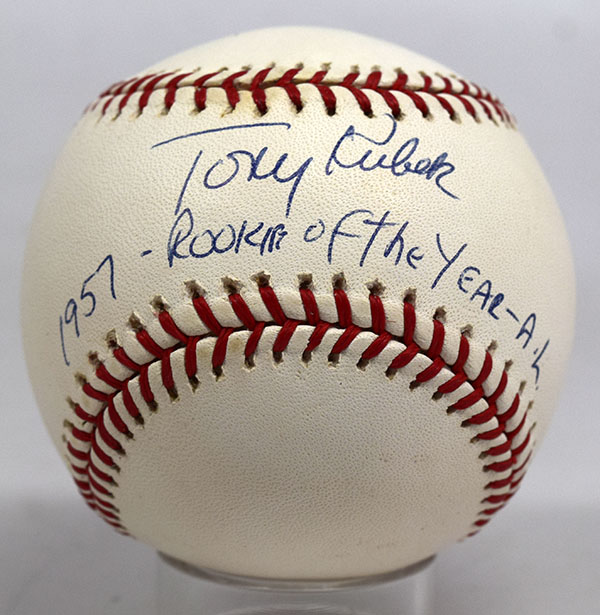 Tony Kubek
1957 - ROOKIE of the YEAR - A.L.